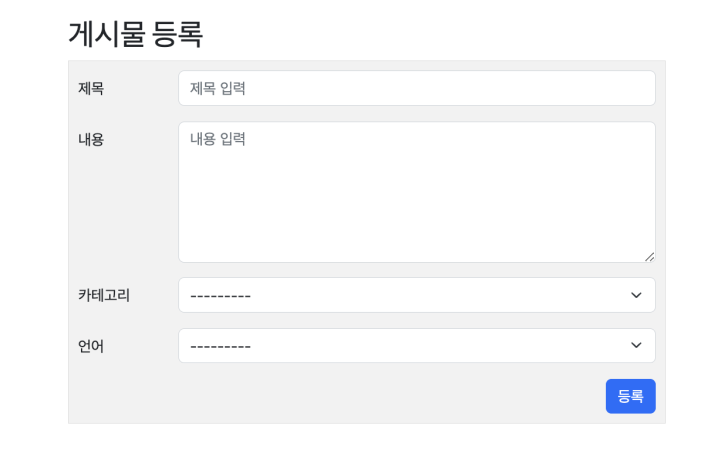 게시물 등록
제목
제목 입력
내용
내용 입력
카테고리
---------
언어
---------
등록